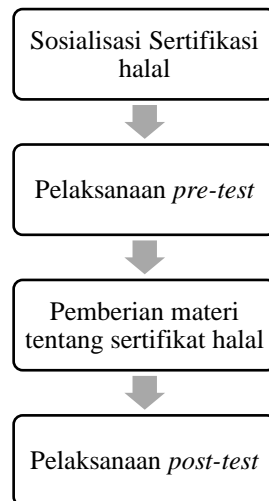 Sosialisasi Sertifikasi
halal
Pelaksanaan pre-test
Pemberian materi
tentang sertifikat halal
Pelaksanaan post-test